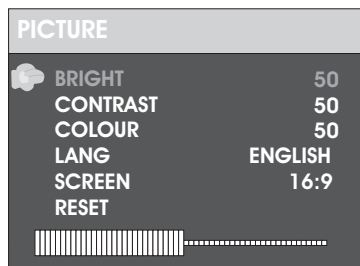 PICTURE
BRIGHT 50
CONTRAST 50
COLOUR 50
LANG ENGLISH
SCREEN 16:9
RESET